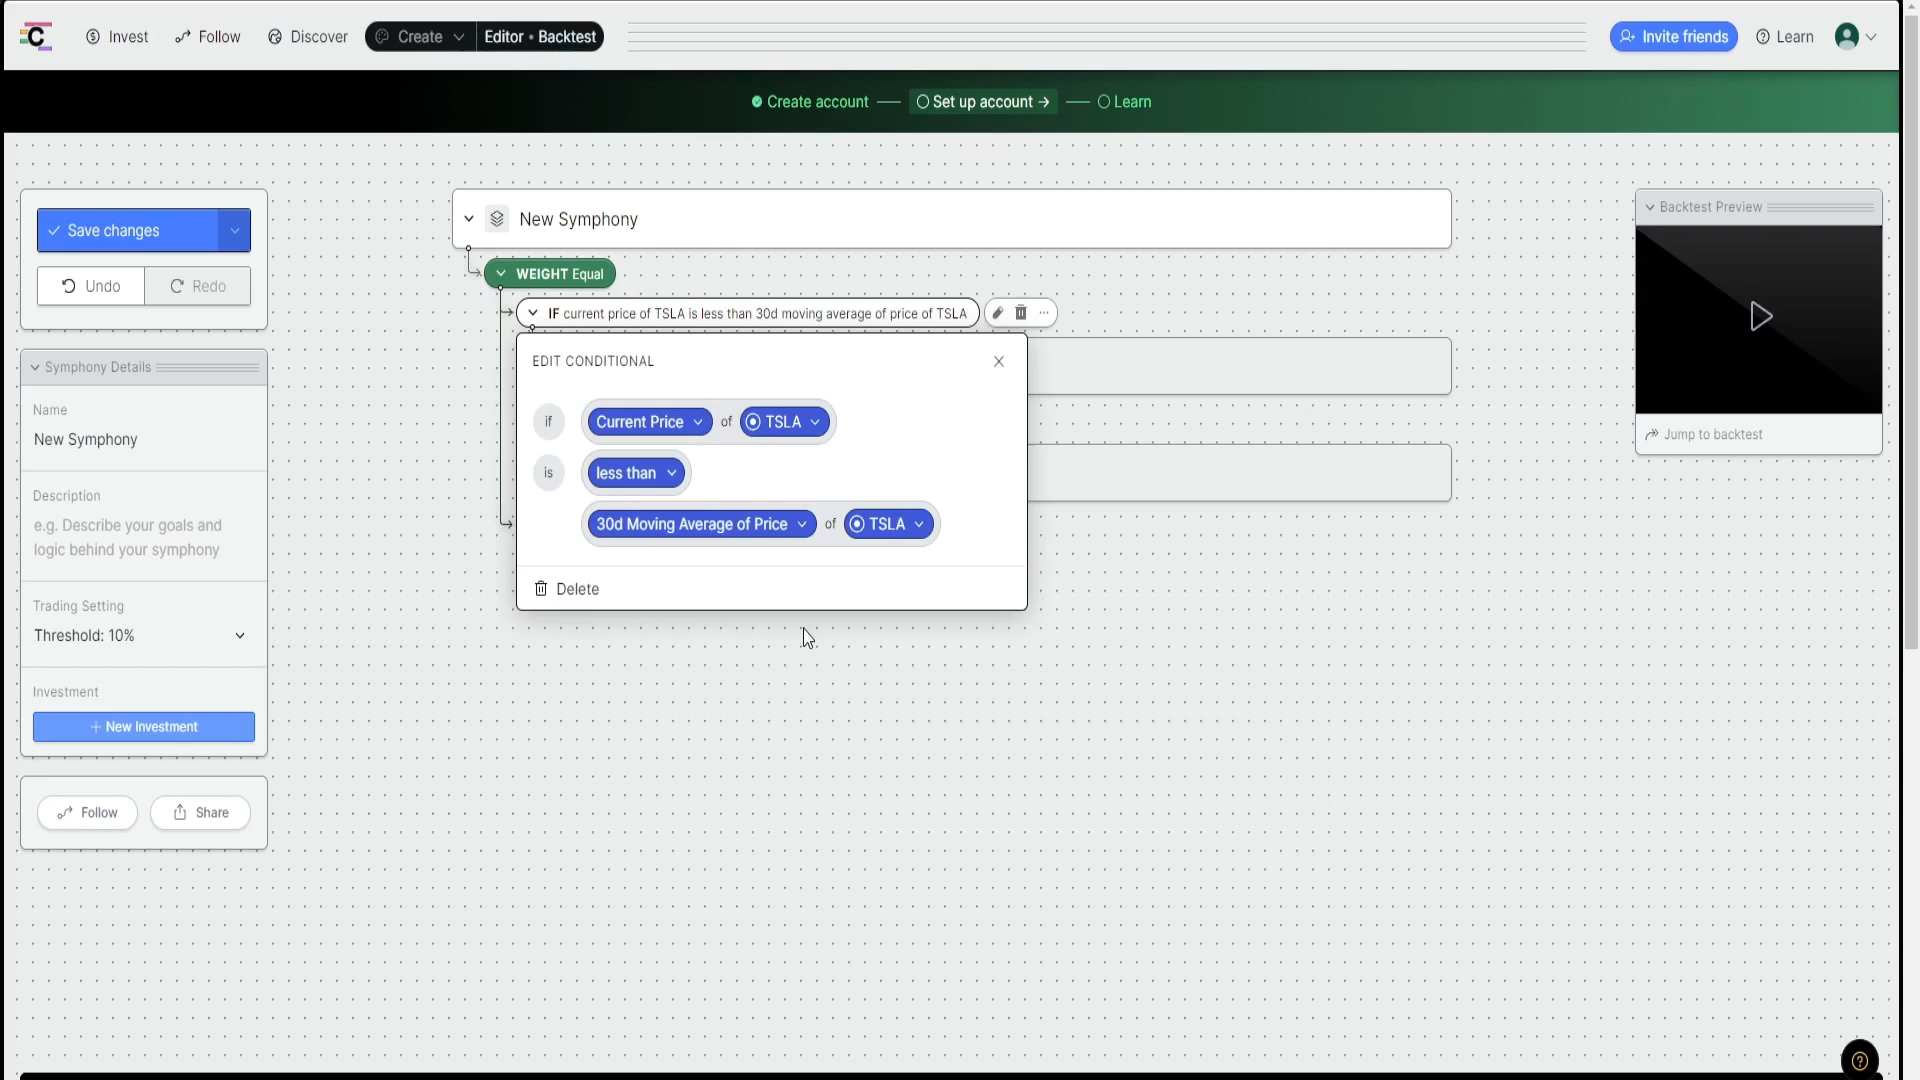 C
Invest
Follow
Discover
Create
Editor • Backtest
Invite friends
Learn
Create account
Set up account →
Learn
Save changes
Undo
Redo
Symphony Details
Name
New Symphony
Description
e.g. Describe your goals and
logic behind your symphony
Trading Setting
Threshold: 10%
Investment
+ New Investment
Follow
Share
New Symphony
WEIGHT Equal
IF current price of TSLA is less than 30d moving average of price of TSLA
EDIT CONDITIONAL
if Current Price of TSLA
is less than
30d Moving Average of Price of TSLA
Delete
Backtest Preview
Jump to backtest